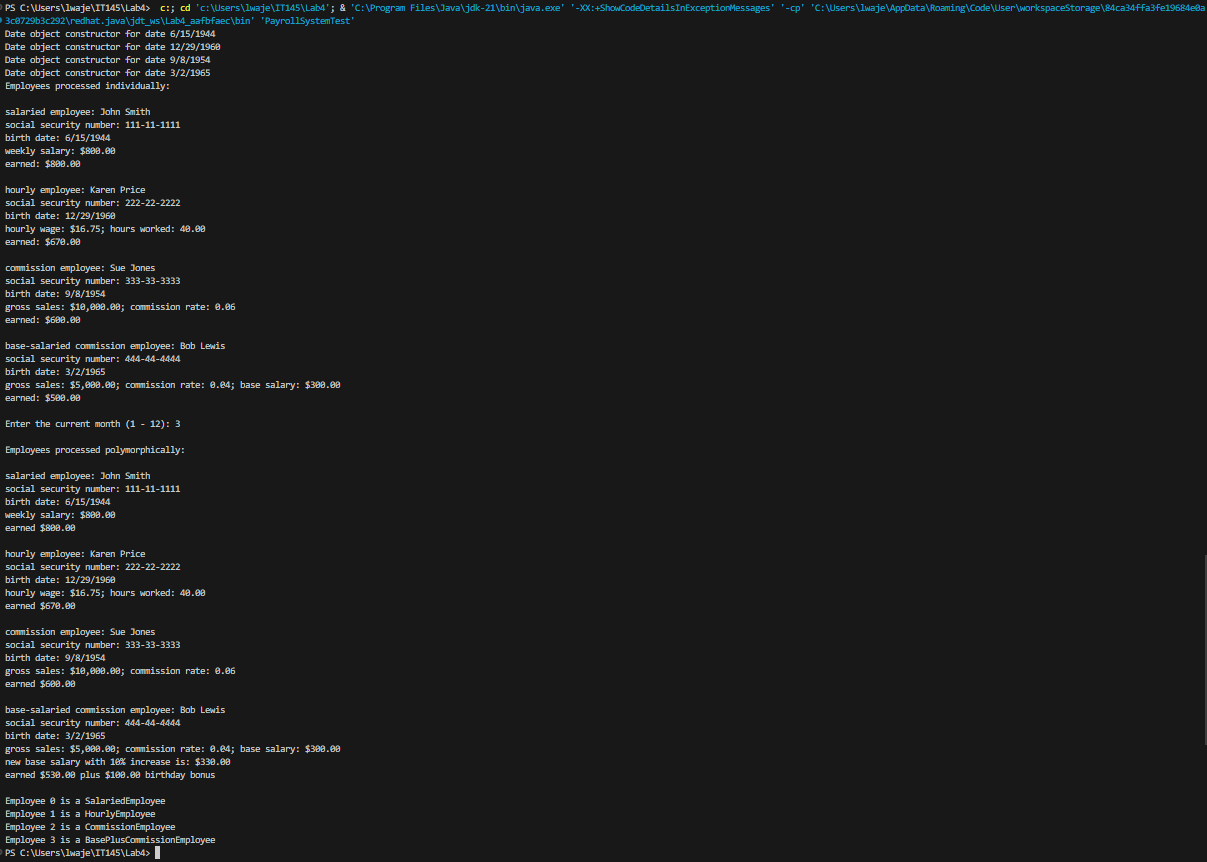 PS C:\Users\lwaje\IT145\Lab4>  c:; cd 'c:\Users\lwaje\IT145\Lab4'; & 'C:\Program Files\Java\jdk-21\bin\java.exe' '-XX:+ShowCodeDetailsInExceptionMessages' '-cp' 'C:\Users\lwaje\AppData\Roaming\Code\User\workspaceStorage\84ca34ffa3fe19684e0a
3c0729b3c292\redhat.java\jdt_ws\Lab4_aafbfaec\bin' 'PayrollSystemTest'
Date object constructor for date 6/15/1944
Date object constructor for date 12/29/1960
Date object constructor for date 9/8/1954
Date object constructor for date 3/2/1965
Employees processed individually:

salaried employee: John Smith
social security number: 111-11-1111
birth date: 6/15/1944
weekly salary: $800.00
earned: $800.00

hourly employee: Karen Price
social security number: 222-22-2222
birth date: 12/29/1960
hourly wage: $16.75; hours worked: 40.00
earned: $670.00

commission employee: Sue Jones
social security number: 333-33-3333
birth date: 9/8/1954
gross sales: $10,000.00; commission rate: 0.06
earned: $600.00

base-salaried commission employee: Bob Lewis
social security number: 444-44-4444
birth date: 3/2/1965
gross sales: $5,000.00; commission rate: 0.04; base salary: $300.00
earned: $500.00

Enter the current month (1 - 12): 3

Employees processed polymorphically:

salaried employee: John Smith
social security number: 111-11-1111
birth date: 6/15/1944
weekly salary: $800.00
earned $800.00

hourly employee: Karen Price
social security number: 222-22-2222
birth date: 12/29/1960
hourly wage: $16.75; hours worked: 40.00
earned $670.00

commission employee: Sue Jones
social security number: 333-33-3333
birth date: 9/8/1954
gross sales: $10,000.00; commission rate: 0.06
earned $600.00

base-salaried commission employee: Bob Lewis
social security number: 444-44-4444
birth date: 3/2/1965
gross sales: $5,000.00; commission rate: 0.04; base salary: $300.00
new base salary with 10% increase is: $330.00
earned $530.00 plus $100.00 birthday bonus

Employee 0 is a SalariedEmployee
Employee 1 is a HourlyEmployee
Employee 2 is a CommissionEmployee
Employee 3 is a BasePlusCommissionEmployee
PS C:\Users\lwaje\IT145\Lab4>